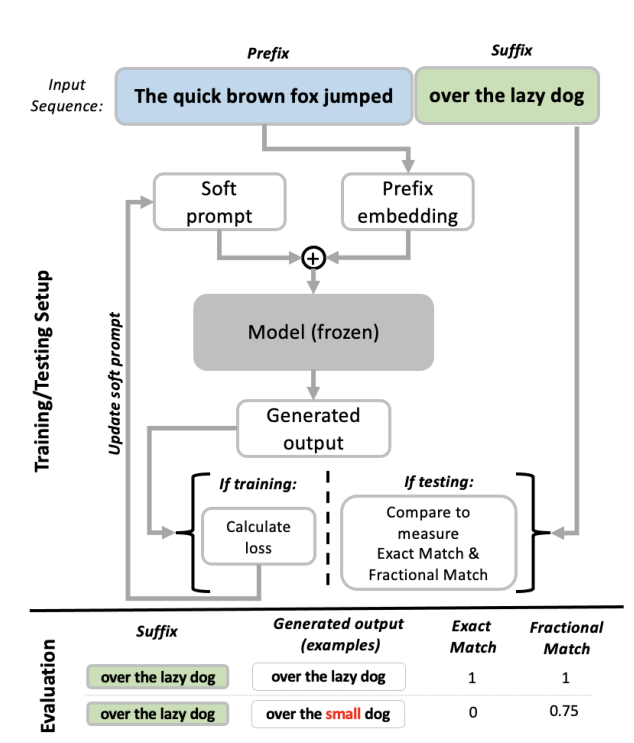 Prefix
Suffix
Input
Sequence:
The quick brown fox jumped
over the lazy dog
Soft
prompt
Prefix
embedding
+
Model (frozen)
Generated
output
Training/Testing Setup
Update soft prompt
If training:
If testing:
Calculate
loss
Compare to
measure
Exact Match &
Fractional Match
Evaluation
Suffix
Generated output
(examples)
Exact
Match
Fractional
Match
over the lazy dog
over the lazy dog
1
1
over the lazy dog
over the small dog
0
0.75